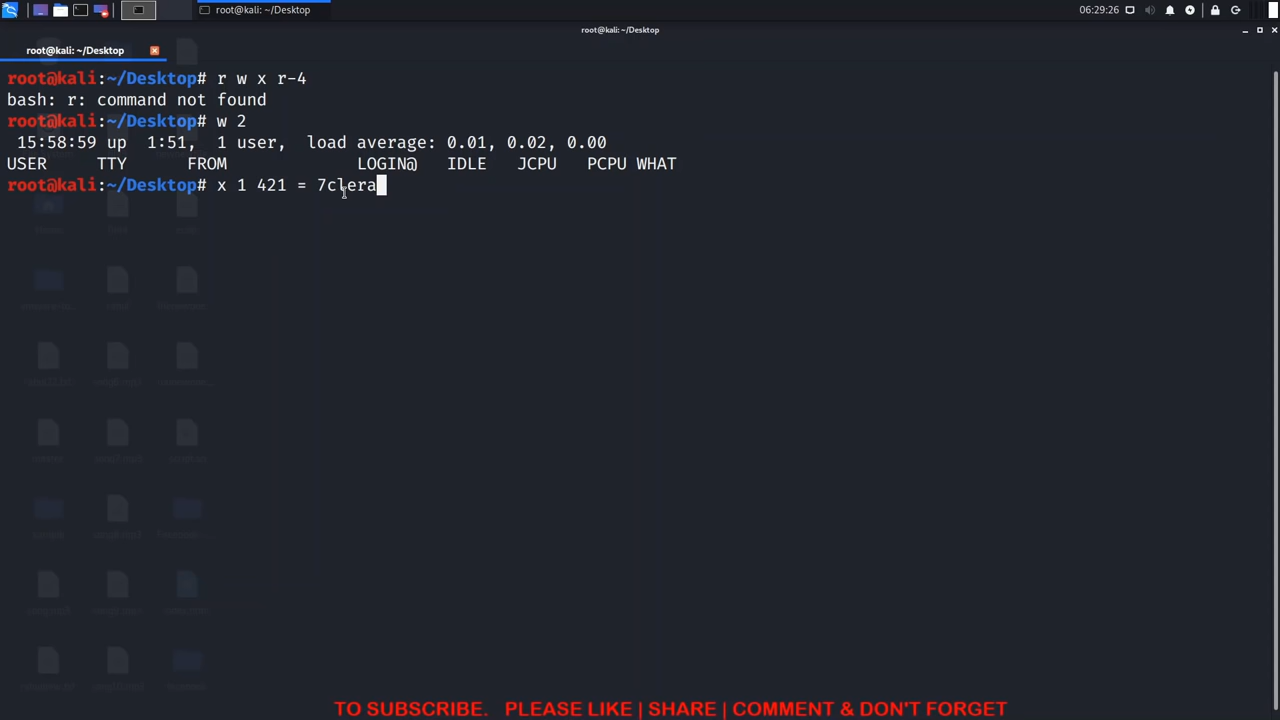 root@kali: ~/Desktop
06:29:26
root@kali: ~/Desktop
root@kali: ~/Desktop
root@kali:~/Desktop# r w x r-4
bash: r: command not found
root@kali:~/Desktop# w 2
15:58:59 up 1:51, 1 user, load average: 0.01, 0.02, 0.00
USER TTY FROM LOGIN@ IDLE JCPU PCPU WHAT
root@kali:~/Desktop# x 1 421 = 7clera
TO SUBSCRIBE. PLEASE LIKE | SHARE | COMMENT & DON'T FORGET